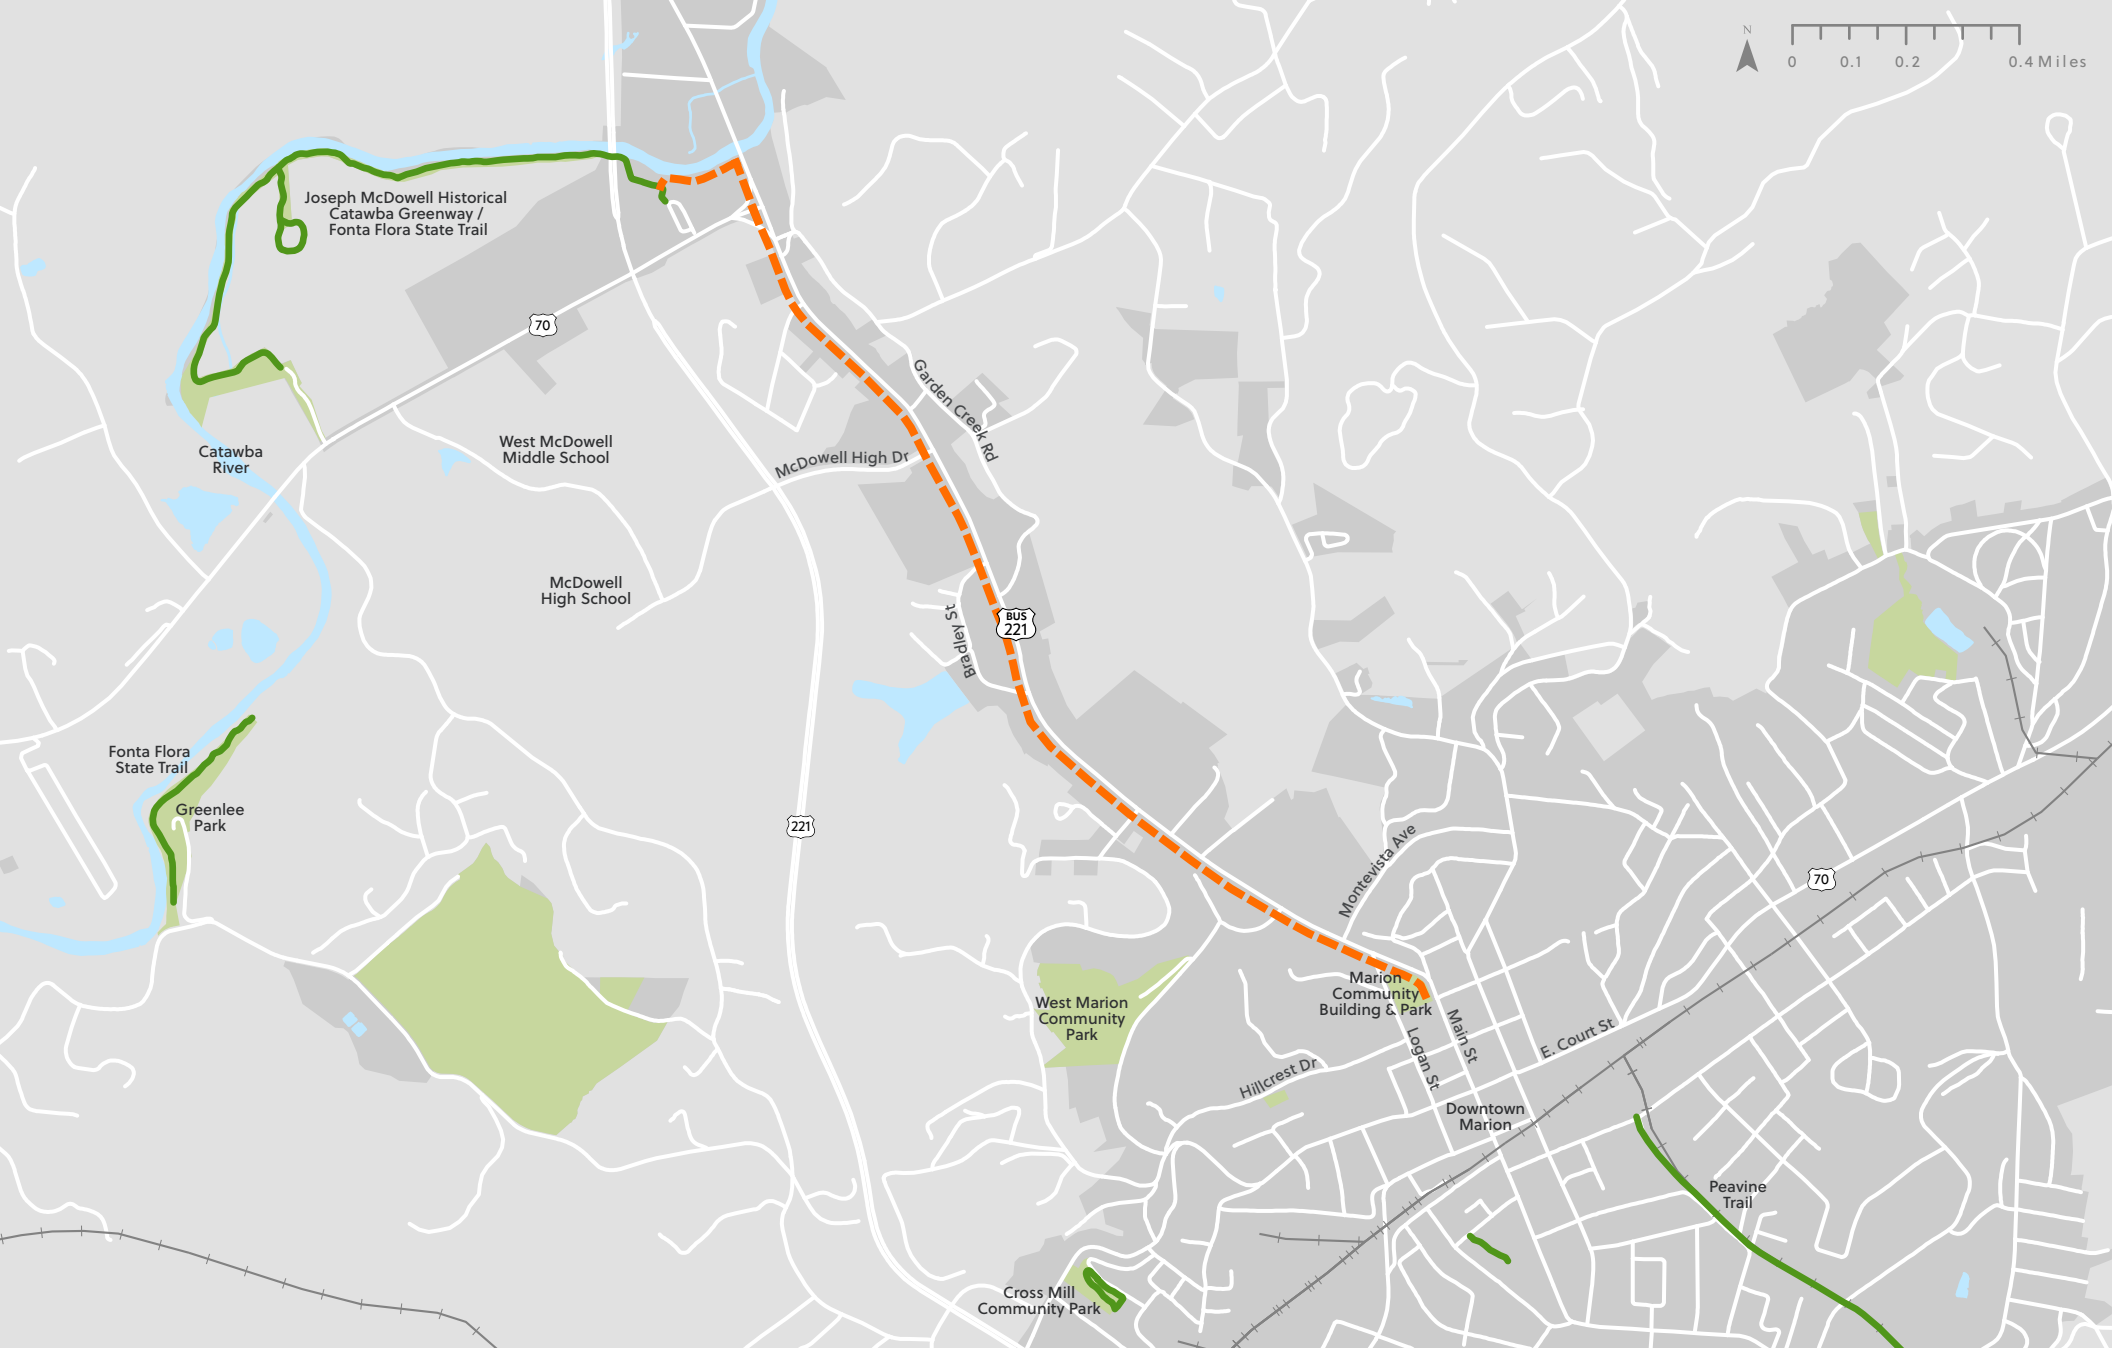 N
0 0.1 0.2 0.4 Miles
Joseph McDowell Historical
Catawba Greenway /
Fonta Flora State Trail
70
Garden Creek Rd
West McDowell
Middle School
McDowell High Dr
Catawba
River
McDowell
High School
Bradley St
BUS
221
Fonta Flora
State Trail
Greenlee
Park
221
Montevista Ave
70
Marion
Community
Building & Park
West Marion
Community
Park
Main St
Logan St
E. Court St
Hillcrest Dr
Downtown
Marion
Peavine
Trail
Cross Mill
Community Park